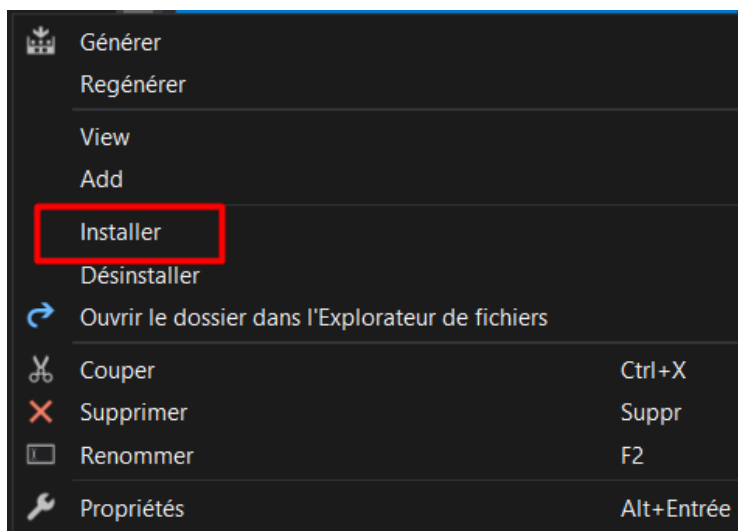 Générer
Regénérer
View
Add
Installer
Désinstaller
Ouvrir le dossier dans l'Explorateur de fichiers
Couper Ctrl+X
Supprimer Suppr
Renommer F2
Propriétés Alt+Entrée